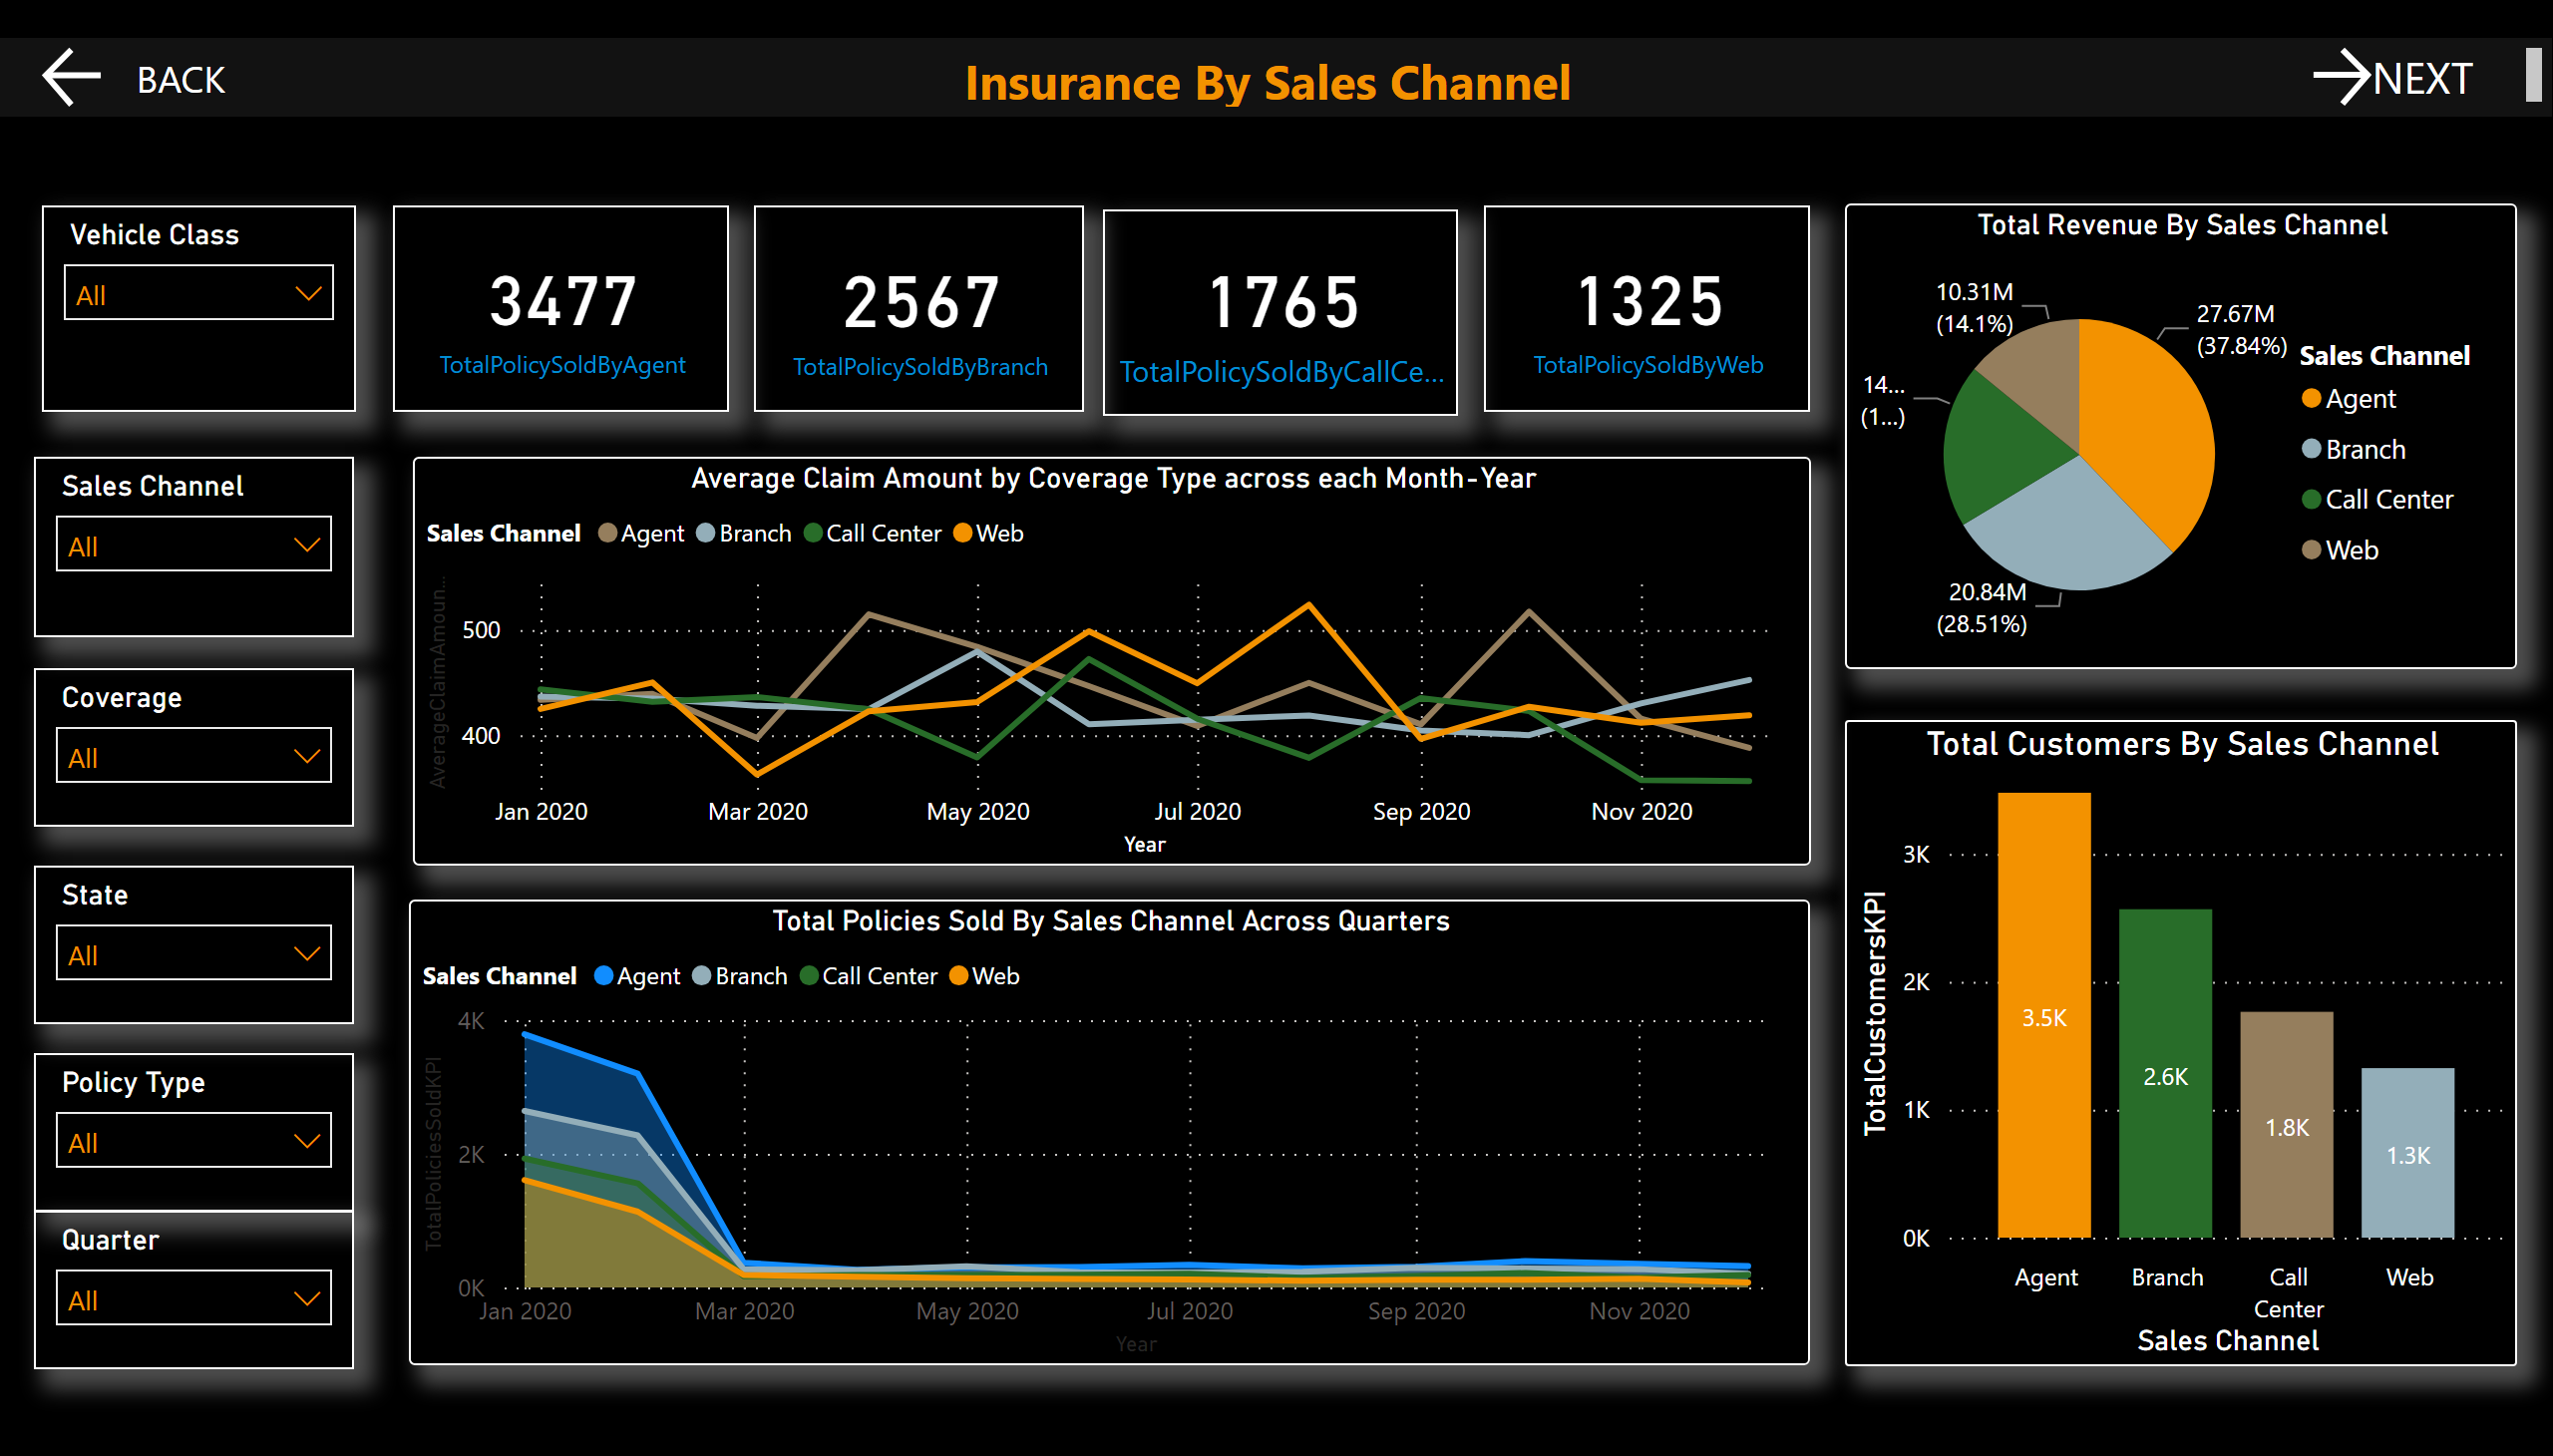 BACK
Insurance By Sales Channel
NEXT
Vehicle Class
All
3477
TotalPolicySoldByAgent
2567
TotalPolicySoldByBranch
1765
TotalPolicySoldByCallCe...
1325
TotalPolicySoldByWeb
Total Revenue By Sales Channel
10.31M
(14.1%)
27.67M
(37.84%)
14...
(1...)
20.84M
(28.51%)
Sales Channel
Agent
Branch
Call Center
Web
Sales Channel
All
Coverage
All
State
All
Policy Type
All
Quarter
All
Average Claim Amount by Coverage Type across each Month-Year
Sales Channel Agent Branch Call Center Web
AverageClaimAmoun...
500
400
Jan 2020 Mar 2020 May 2020 Jul 2020 Sep 2020 Nov 2020
Year
Total Policies Sold By Sales Channel Across Quarters
Sales Channel Agent Branch Call Center Web
TotalPoliciesSoldKPI
4K
2K
0K
Jan 2020 Mar 2020 May 2020 Jul 2020 Sep 2020 Nov 2020
Year
Total Customers By Sales Channel
TotalCustomersKPI
3K
2K
1K
0K
3.5K
2.6K
1.8K
1.3K
Agent Branch Call Center Web
Sales Channel